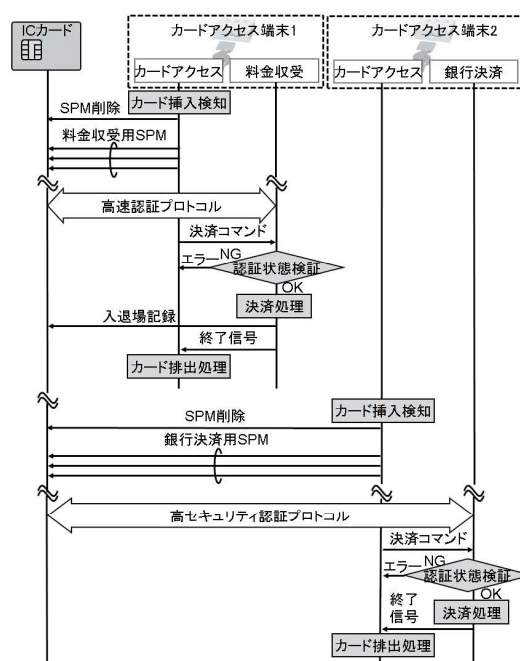 ICカード
カードアクセス端末1
カードアクセス端末2
カードアクセス
料金収受
カードアクセス
銀行決済
カード挿入検知
SPM削除
料金収受用SPM
高速認証プロトコル
決済コマンド
エラー
NG
認証状態検証
OK
決済処理
入退場記録
終了信号
カード排出処理
カード挿入検知
SPM削除
銀行決済用SPM
高セキュリティ認証プロトコル
決済コマンド
エラー
NG
認証状態検証
OK
終了
信号
決済処理
カード排出処理